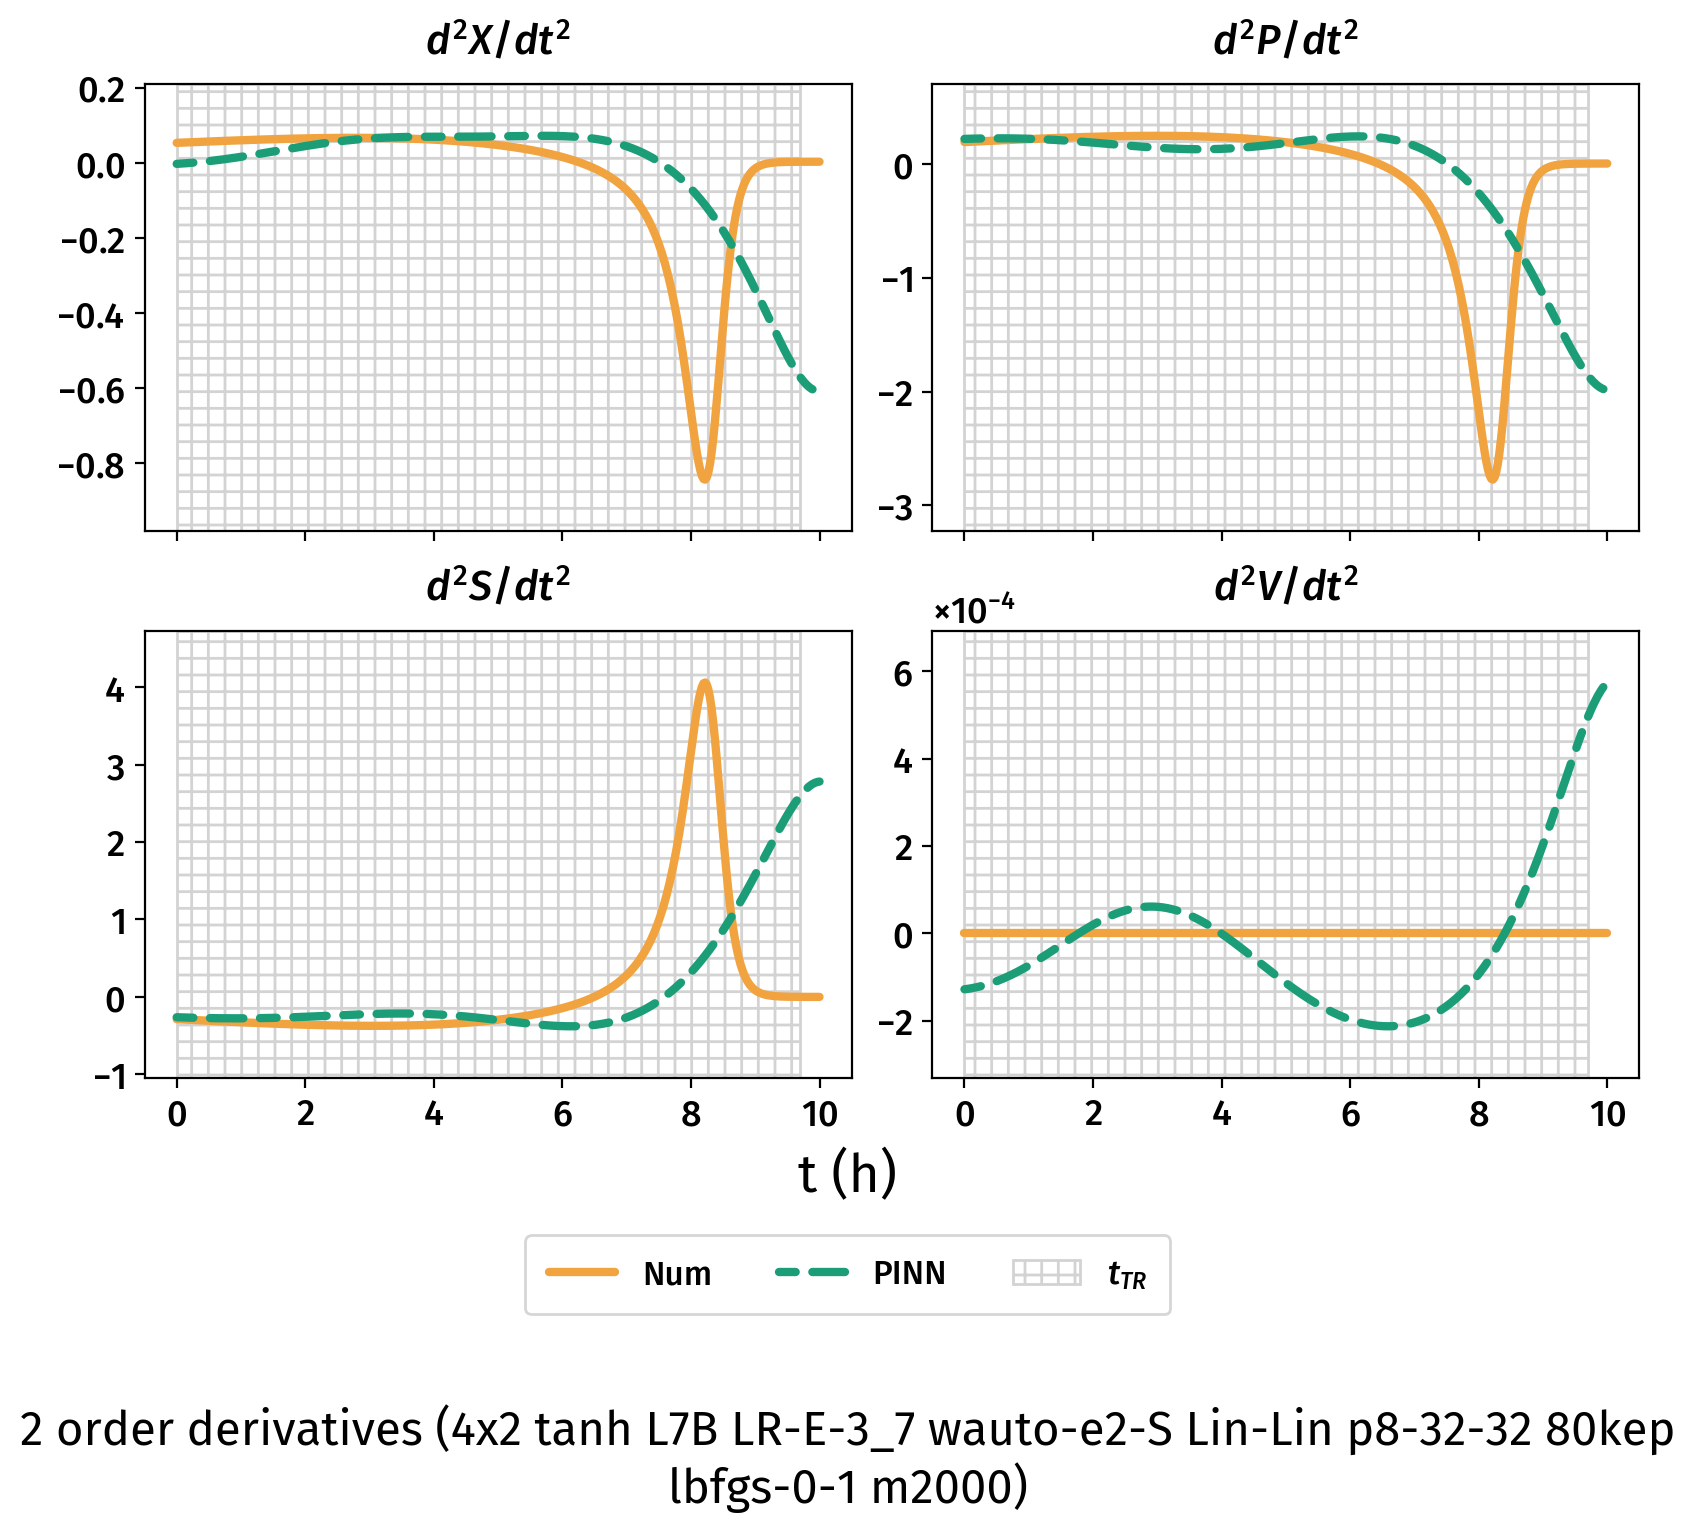 d²X/dt²
d²P/dt²
0.2
0.0
−0.2
−0.4
−0.6
−0.8
0
−1
−2
−3
d²S/dt²
d²V/dt²
×10⁻⁴
4
3
2
1
0
−1
6
4
2
0
−2
0 2 4 6 8 10
0 2 4 6 8 10
t (h)
Num PINN t_TR
2 order derivatives (4x2 tanh L7B LR-E-3_7 wauto-e2-S Lin-Lin p8-32-32 80kep
lbfgs-0-1 m2000)